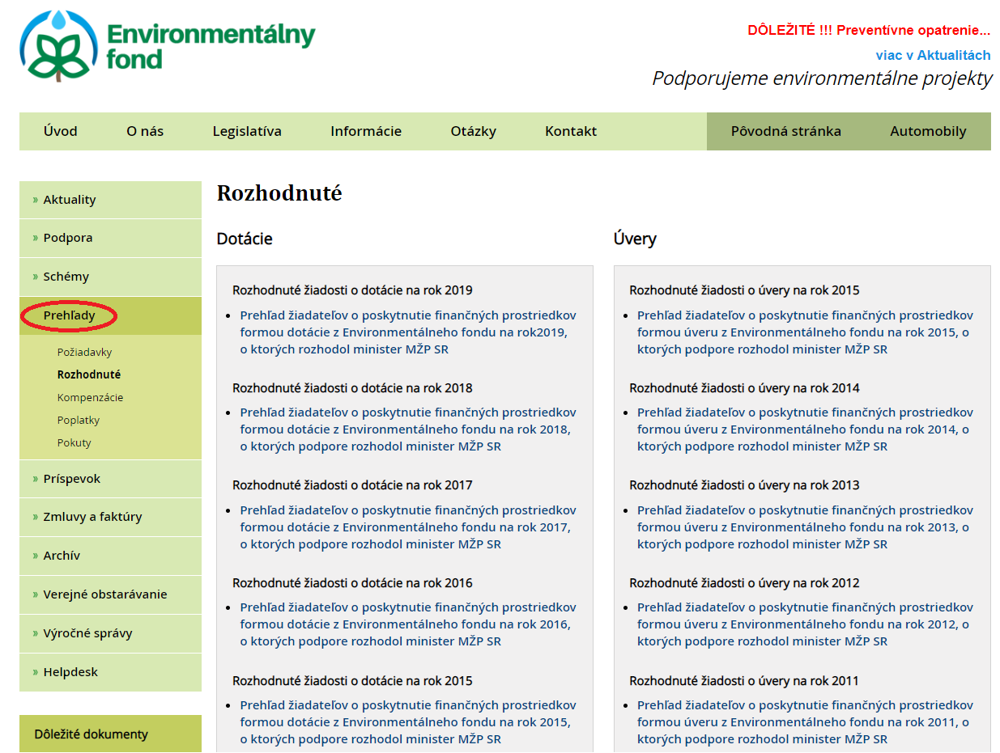 Environmentálny
fond
DÔLEŽITÉ !!! Preventívne opatrenie...
viac v Aktualitách
Podporujeme environmentálne projekty
Úvod O nás Legislatíva Informácie Otázky Kontakt Pôvodná stránka Automobily
» Aktuality
» Podpora
» Schémy
Prehľady
Požiadavky
Rozhodnuté
Kompenzácie
Poplatky
Pokuty
» Príspevok
» Zmluvy a faktúry
» Archív
» Verejné obstarávanie
» Výročné správy
» Helpdesk
Dôležité dokumenty
Rozhodnuté
Dotácie
Rozhodnuté žiadosti o dotácie na rok 2019
• Prehľad žiadateľov o poskytnutie finančných prostriedkov
formou dotácie z Environmentálneho fondu na rok2019,
o ktorých rozhodol minister MŽP SR
Rozhodnuté žiadosti o dotácie na rok 2018
• Prehľad žiadateľov o poskytnutie finančných prostriedkov
formou dotácie z Environmentálneho fondu na rok 2018,
o ktorých podpore rozhodol minister MŽP SR
Rozhodnuté žiadosti o dotácie na rok 2017
• Prehľad žiadateľov o poskytnutie finančných prostriedkov
formou dotácie z Environmentálneho fondu na rok 2017,
o ktorých podpore rozhodol minister MŽP SR
Rozhodnuté žiadosti o dotácie na rok 2016
• Prehľad žiadateľov o poskytnutie finančných prostriedkov
formou dotácie z Environmentálneho fondu na rok 2016,
o ktorých podpore rozhodol minister MŽP SR
Rozhodnuté žiadosti o dotácie na rok 2015
• Prehľad žiadateľov o poskytnutie finančných prostriedkov
formou dotácie z Environmentálneho fondu na rok 2015,
o ktorých podpore rozhodol minister MŽP SR
Úvery
Rozhodnuté žiadosti o úvery na rok 2015
• Prehľad žiadateľov o poskytnutie finančných prostriedkov
formou úveru z Environmentálneho fondu na rok 2015, o
ktorých podpore rozhodol minister MŽP SR
Rozhodnuté žiadosti o úvery na rok 2014
• Prehľad žiadateľov o poskytnutie finančných prostriedkov
formou úveru z Environmentálneho fondu na rok 2014, o
ktorých podpore rozhodol minister MŽP SR
Rozhodnuté žiadosti o úvery na rok 2013
• Prehľad žiadateľov o poskytnutie finančných prostriedkov
formou úveru z Environmentálneho fondu na rok 2013, o
ktorých podpore rozhodol minister MŽP SR
Rozhodnuté žiadosti o úvery na rok 2012
• Prehľad žiadateľov o poskytnutie finančných prostriedkov
formou úveru z Environmentálneho fondu na rok 2012, o
ktorých podpore rozhodol minister MŽP SR
Rozhodnuté žiadosti o úvery na rok 2011
• Prehľad žiadateľov o poskytnutie finančných prostriedkov
formou úveru z Environmentálneho fondu na rok 2011, o
ktorých podpore rozhodol minister MŽP SR